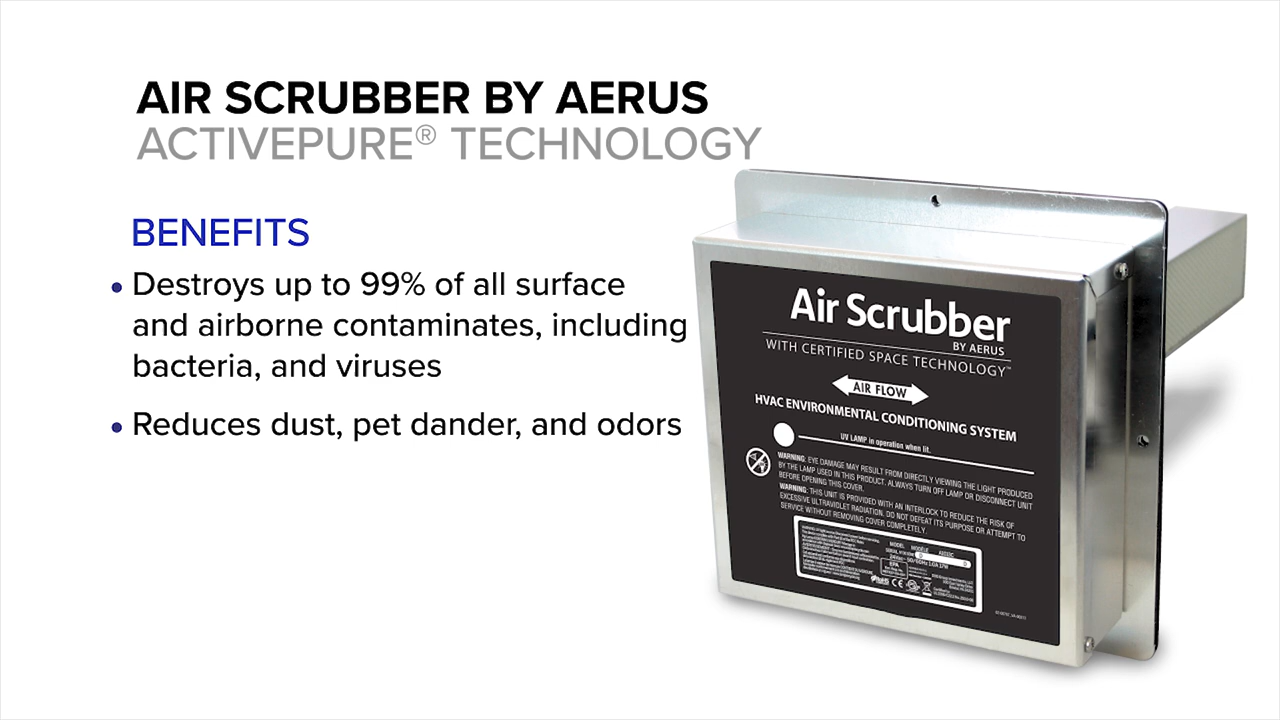 AIR SCRUBBER BY AERUS
ACTIVEPURE® TECHNOLOGY
BENEFITS
• Destroys up to 99% of all surface
and airborne contaminates, including
bacteria, and viruses
• Reduces dust, pet dander, and odors
Air Scrubber
BY AERUS
WITH CERTIFIED SPACE TECHNOLOGY™
AIR FLOW
HVAC ENVIRONMENTAL CONDITIONING SYSTEM
UV LAMP in operation when lit.
WARNING: EYE DAMAGE MAY RESULT FROM DIRECTLY VIEWING THE LIGHT PRODUCED
BY THE LAMP USED IN THIS PRODUCT. ALWAYS TURN OFF LAMP OR DISCONNECT UNIT
BEFORE OPENING THIS COVER.
WARNING: THIS UNIT IS PROVIDED WITH AN INTERLOCK TO REDUCE THE RISK OF
EXCESSIVE ULTRAVIOLET RADIATION. DO NOT DEFEAT ITS PURPOSE OR ATTEMPT TO
SERVICE WITHOUT REMOVING COVER COMPLETELY.
MODEL MODÈLE
EPA
RoHS CE